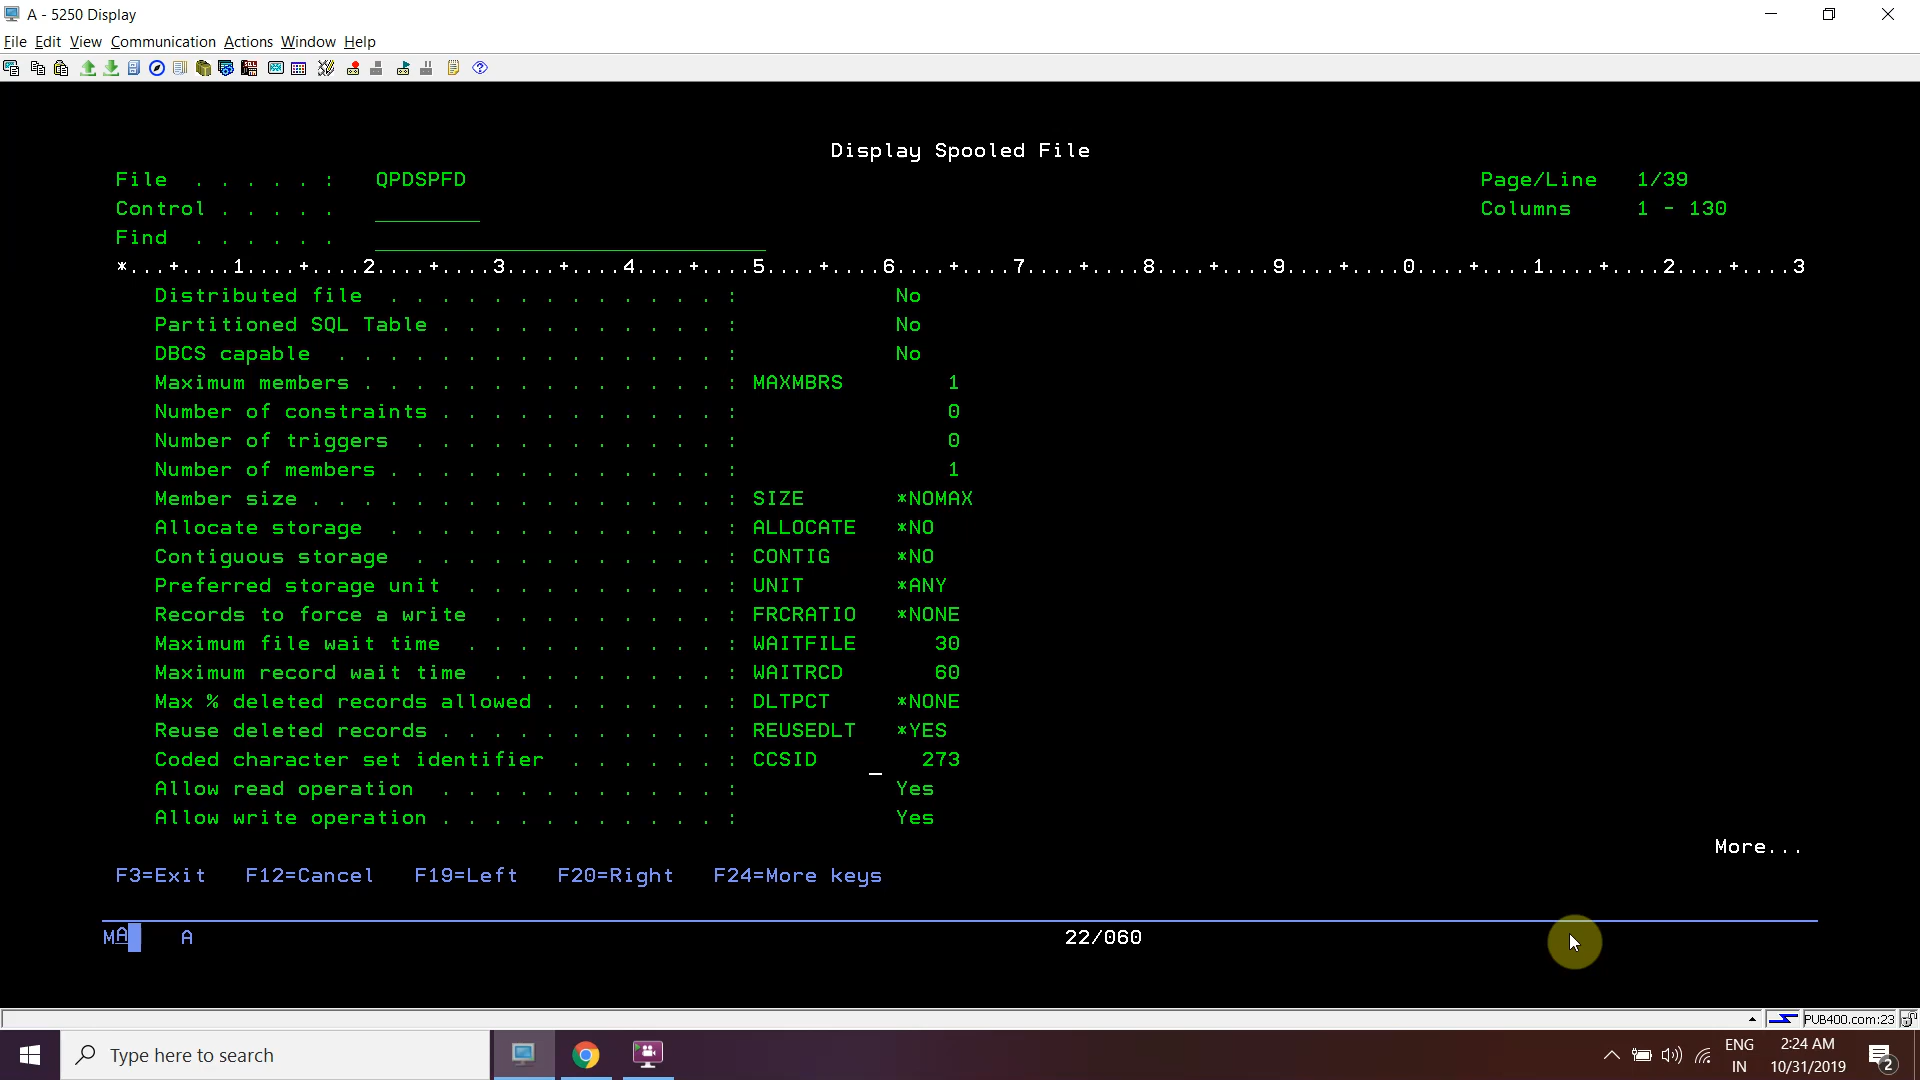 A - 5250 Display
File Edit View Communication Actions Window Help
Display Spooled File
File . . . . . : QPDSPFD Page/Line 1/39
Control . . . . . Columns 1 - 130
Find . . . . . .
*...+....1....+....2....+....3....+....4....+....5....+....6....+....7....+....8....+....9....+....0....+....1....+....2....+....3
Distributed file . . . . . . . . . . . . . : No
Partitioned SQL Table . . . . . . . . . . . : No
DBCS capable . . . . . . . . . . . . . . . : No
Maximum members . . . . . . . . . . . . . . : MAXMBRS 1
Number of constraints . . . . . . . . . . . : 0
Number of triggers . . . . . . . . . . . . : 0
Number of members . . . . . . . . . . . . . : 1
Member size . . . . . . . . . . . . . . . . : SIZE *NOMAX
Allocate storage . . . . . . . . . . . . . : ALLOCATE *NO
Contiguous storage . . . . . . . . . . . . : CONTIG *NO
Preferred storage unit . . . . . . . . . . : UNIT *ANY
Records to force a write . . . . . . . . . : FRCRATIO *NONE
Maximum file wait time . . . . . . . . . . : WAITFILE 30
Maximum record wait time . . . . . . . . . : WAITRCD 60
Max % deleted records allowed . . . . . . . : DLTPCT *NONE
Reuse deleted records . . . . . . . . . . . : REUSEDLT *YES
Coded character set identifier . . . . . . : CCSID 273
Allow read operation . . . . . . . . . . . : Yes
Allow write operation . . . . . . . . . . . : Yes
More...
F3=Exit F12=Cancel F19=Left F20=Right F24=More keys
MA A 22/060
PUB400.com:23
Type here to search
ENG 2:24 AM
IN 10/31/2019 2